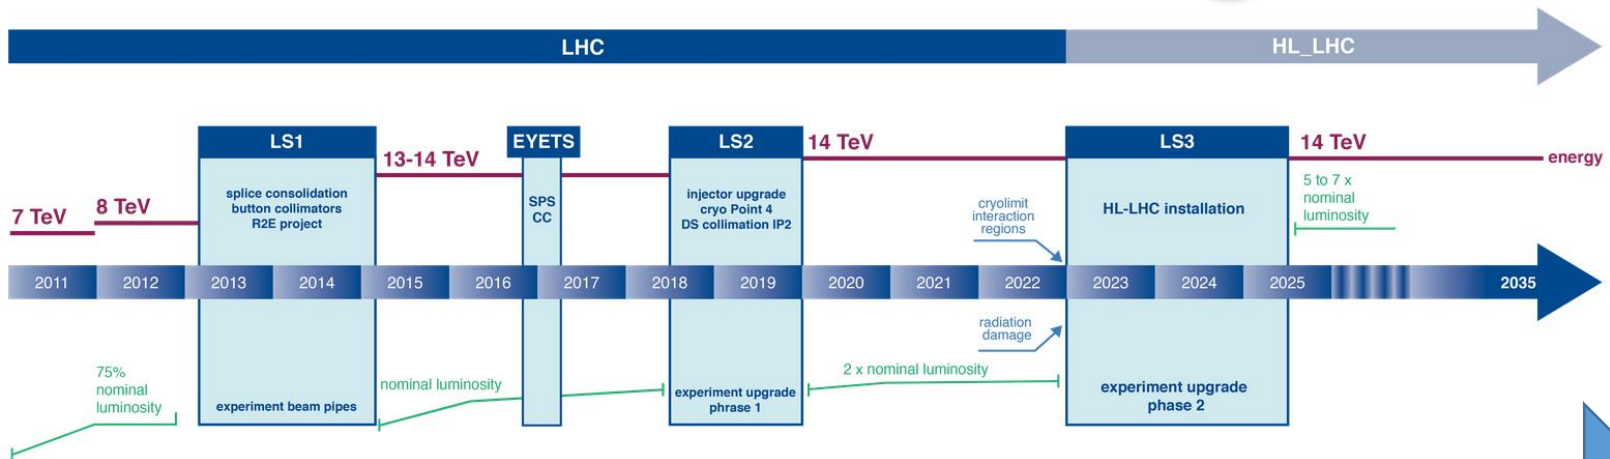 LHC
HL_LHC
LS1
EYETS
LS2
14 TeV
LS3
14 TeV
13-14 TeV
energy
7 TeV
8 TeV
splice consolidation
button collimators
R2E project
SPS
CC
injector upgrade
cryo Point 4
DS collimation IP2
cryolimit
interaction
regions
HL-LHC installation
5 to 7 x
nominal
luminosity
2011
2012
2013
2014
2015
2016
2017
2018
2019
2020
2021
2022
2023
2024
2025
2035
radiation
damage
75%
nominal
luminosity
experiment beam pipes
nominal luminosity
experiment upgrade
phrase 1
2 x nominal luminosity
experiment upgrade
phase 2